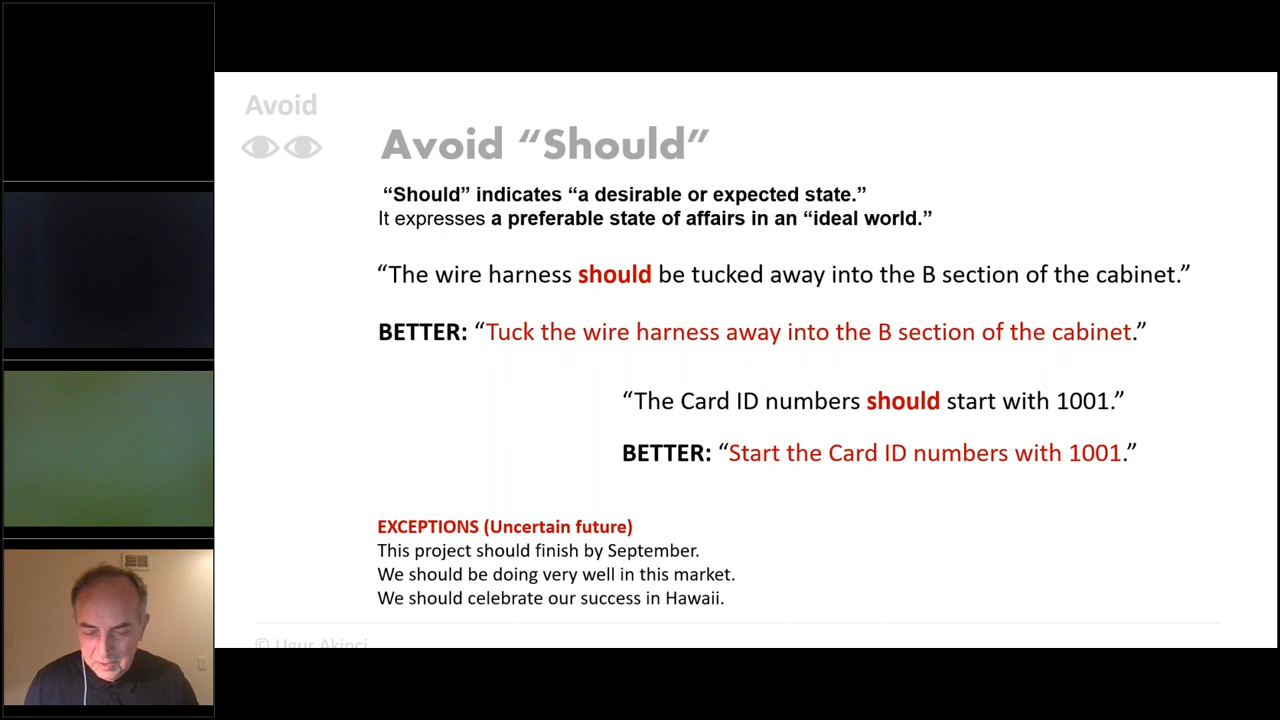 Avoid
Avoid “Should”
“Should” indicates “a desirable or expected state.”
It expresses a preferable state of affairs in an “ideal world.”
“The wire harness should be tucked away into the B section of the cabinet.”
BETTER: “Tuck the wire harness away into the B section of the cabinet.”
“The Card ID numbers should start with 1001.”
BETTER: “Start the Card ID numbers with 1001.”
EXCEPTIONS (Uncertain future)
This project should finish by September.
We should be doing very well in this market.
We should celebrate our success in Hawaii.
© Ugur Akinci